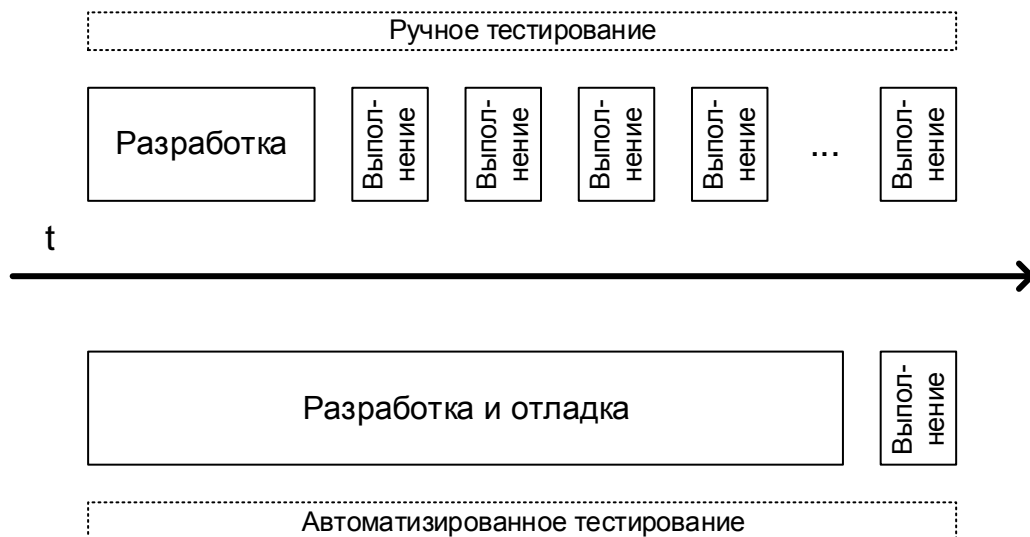 Ручное тестирование
Разработка
Выпол-
нение
Выпол-
нение
Выпол-
нение
Выпол-
нение
...
Выпол-
нение
t
Разработка и отладка
Выпол-
нение
Автоматизированное тестирование